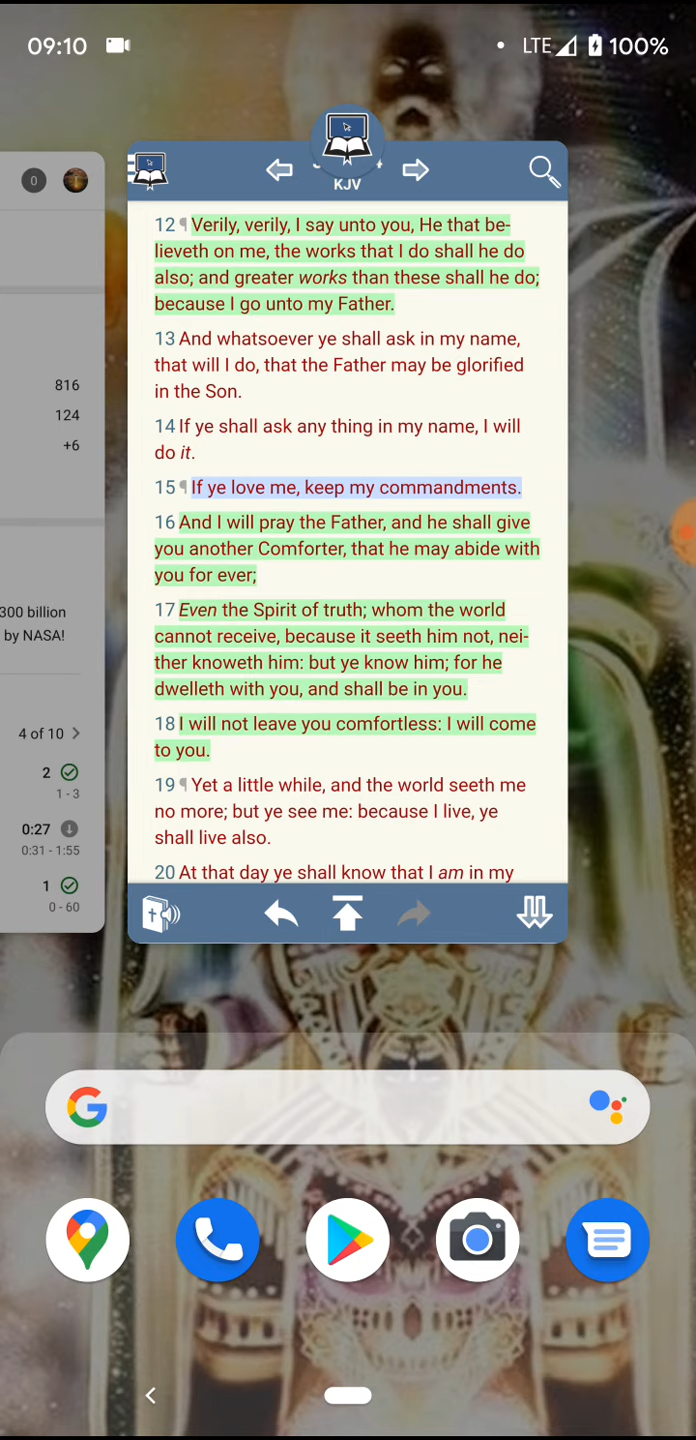 09:10
LTE
100%
0
816
124
+6
300 billion
by NASA!
4 of 10
2
1 - 3
0:27
0:31 - 1:55
1
0 - 60
KJV
12 ¶ Verily, verily, I say unto you, He that be-
lieveth on me, the works that I do shall he do
also; and greater works than these shall he do;
because I go unto my Father.
13 And whatsoever ye shall ask in my name,
that will I do, that the Father may be glorified
in the Son.
14 If ye shall ask any thing in my name, I will
do it.
15 ¶ If ye love me, keep my commandments.
16 And I will pray the Father, and he shall give
you another Comforter, that he may abide with
you for ever;
17 Even the Spirit of truth; whom the world
cannot receive, because it seeth him not, nei-
ther knoweth him: but ye know him; for he
dwelleth with you, and shall be in you.
18 I will not leave you comfortless: I will come
to you.
19 ¶ Yet a little while, and the world seeth me
no more; but ye see me: because I live, ye
shall live also.
20 At that day ye shall know that I am in my